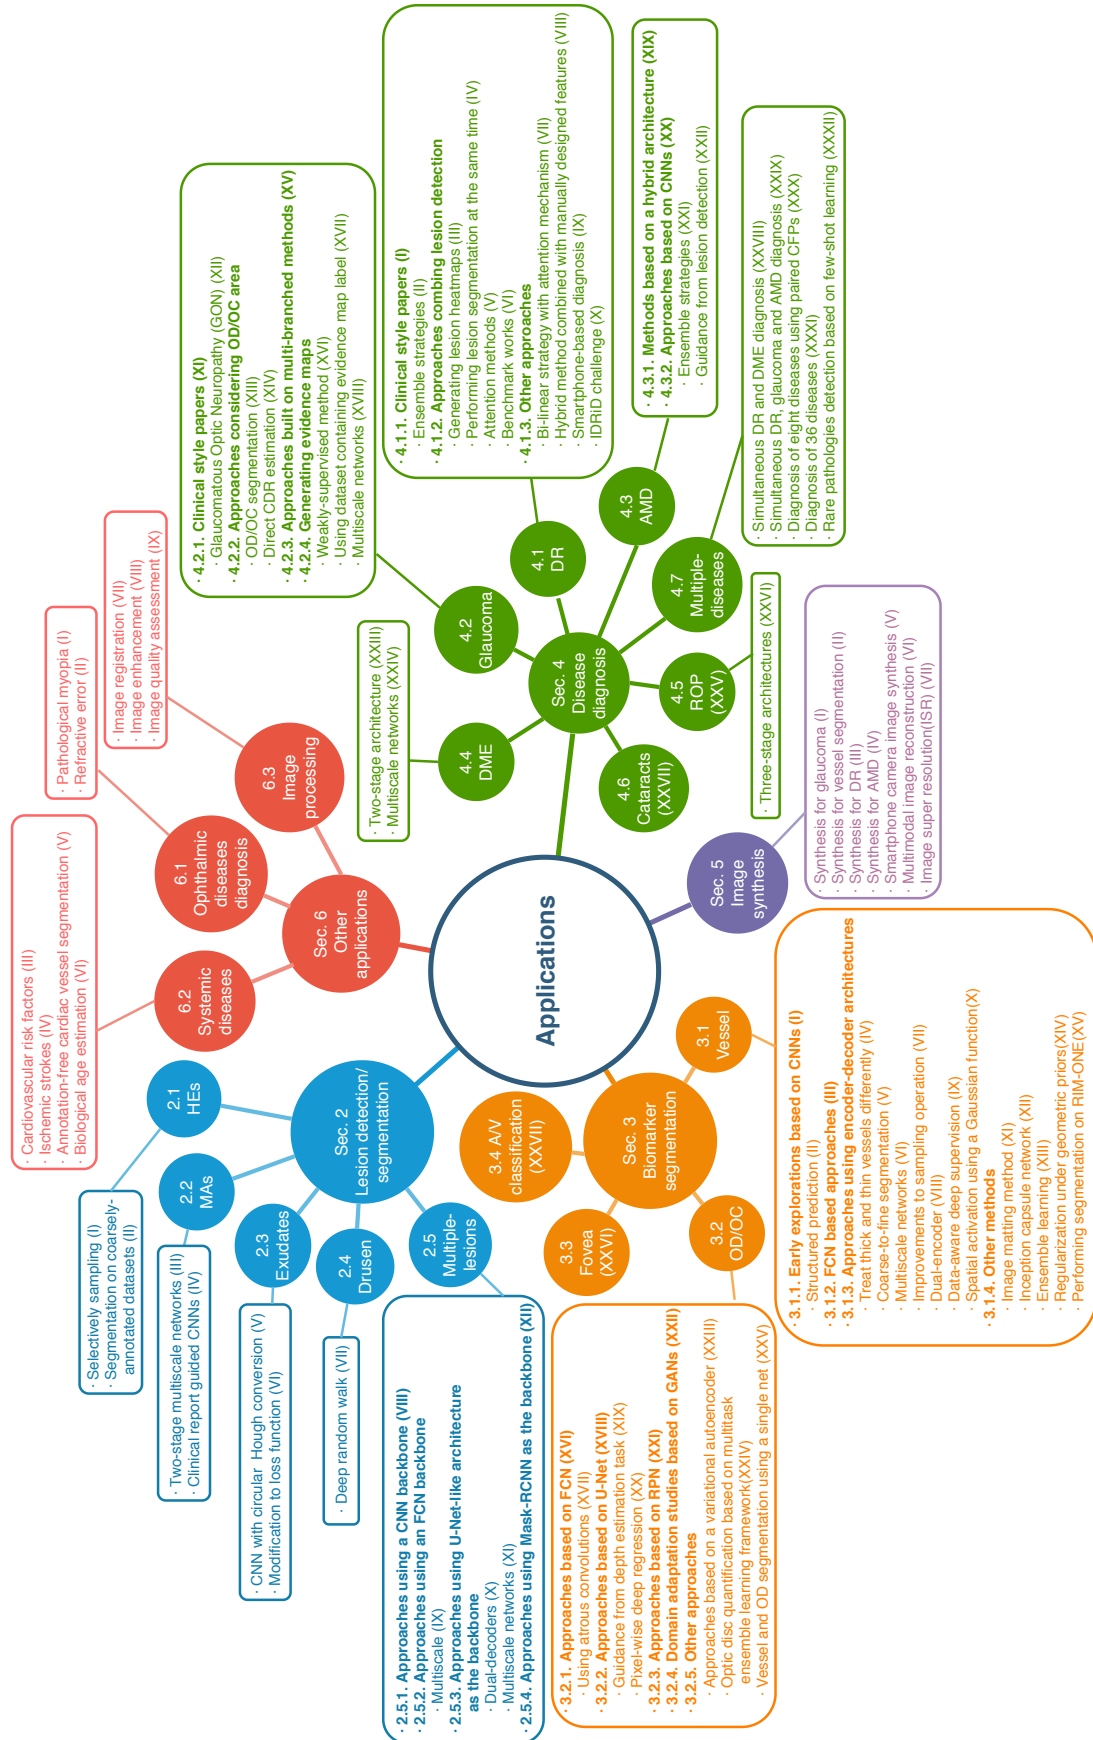 Applications
Sec. 2
Lesion detection/
segmentation
2.1
HEs
· Selectively sampling (I)
· Segmentation on coarsely-
annotated datasets (II)
2.2
MAs
· Two-stage multiscale networks (III)
· Clinical report guided CNNs (IV)
2.3
Exudates
· CNN with circular Hough conversion (V)
· Modification to loss function (VI)
2.4
Drusen
· Deep random walk (VII)
2.5
Multiple-
lesions
· 2.5.1. Approaches using a CNN backbone (VIII)
· 2.5.2. Approaches using an FCN backbone
· Multiscale (IX)
· 2.5.3. Approaches using U-Net-like architecture
as the backbone
· Dual-decoders (X)
· Multiscale networks (XI)
· 2.5.4. Approaches using Mask-RCNN as the backbone (XII)
Sec. 3
Biomarker
segmentation
3.1
Vessel
· 3.1.1. Early explorations based on CNNs (I)
· Structured prediction (II)
· 3.1.2. FCN based approaches (III)
· 3.1.3. Approaches using encoder-decoder architectures
· Treat thick and thin vessels differently (IV)
· Coarse-to-fine segmentation (V)
· Multiscale networks (VI)
· Improvements to sampling operation (VII)
· Dual-encoder (VIII)
· Data-aware deep supervision (IX)
· Spatial activation using a Gaussian function(X)
· 3.1.4. Other methods
· Image matting method (XI)
· Inception capsule network (XII)
· Ensemble learning (XIII)
· Regularization under geometric priors(XIV)
· Performing segmentation on RIM-ONE(XV)
3.2
OD/OC
· 3.2.1. Approaches based on FCN (XVI)
· Using atrous convolutions (XVII)
· 3.2.2. Approaches based on U-Net (XVIII)
· Guidance from depth estimation task (XIX)
· Pixel-wise deep regression (XX)
· 3.2.3. Approaches based on RPN (XXI)
· 3.2.4. Domain adaptation studies based on GANs (XXII)
· 3.2.5. Other approaches
· Approaches based on a variational autoencoder (XXIII)
· Optic disc quantification based on multitask
ensemble learning framework(XXIV)
· Vessel and OD segmentation using a single net (XXV)
3.3
Fovea
(XXVI)
3.4 A/V
classification
(XXVII)
Sec. 4
Disease
diagnosis
4.1
DR
· 4.1.1. Clinical style papers (I)
· Ensemble strategies (II)
· 4.1.2. Approaches combing lesion detection
· Generating lesion heatmaps (III)
· Performing lesion segmentation at the same time (IV)
· Attention methods (V)
· Benchmark works (VI)
· 4.1.3. Other approaches
· Bi-linear strategy with attention mechanism (VII)
· Hybrid method combined with manually designed features (VIII)
· Smartphone-based diagnosis (IX)
· IDRiD challenge (X)
4.2
Glaucoma
· 4.2.1. Clinical style papers (XI)
· Glaucomatous Optic Neuropathy (GON) (XII)
· 4.2.2. Approaches considering OD/OC area
· OD/OC segmentation (XIII)
· Direct CDR estimation (XIV)
· 4.2.3. Approaches built on multi-branched methods (XV)
· 4.2.4. Generating evidence maps
· Weakly-supervised method (XVI)
· Using dataset containing evidence map label (XVII)
· Multiscale networks (XVIII)
4.3
AMD
· 4.3.1. Methods based on a hybrid architecture (XIX)
· 4.3.2. Approaches based on CNNs (XX)
· Ensemble strategies (XXI)
· Guidance from lesion detection (XXII)
4.4
DME
· Two-stage architecture (XXIII)
· Multiscale networks (XXIV)
4.5
ROP
(XXV)
· Three-stage architectures (XXVI)
4.6
Cataracts
(XXVII)
4.7
Multiple-
diseases
· Simultaneous DR and DME diagnosis (XXVIII)
· Simultaneous DR, glaucoma and AMD diagnosis (XXIX)
· Diagnosis of eight diseases using paired CFPs (XXX)
· Diagnosis of 36 diseases (XXXI)
· Rare pathologies detection based on few-shot learning (XXXII)
Sec. 5
Image
synthesis
· Synthesis for glaucoma (I)
· Synthesis for vessel segmentation (II)
· Synthesis for DR (III)
· Synthesis for AMD (IV)
· Smartphone camera image synthesis (V)
· Multimodal image reconstruction (VI)
· Image super resolution(ISR) (VII)
Sec. 6
Other
applications
6.1
Ophthalmic
diseases
diagnosis
· Pathological myopia (I)
· Refractive error (II)
6.2
Systemic
diseases
· Cardiovascular risk factors (III)
· Ischemic strokes (IV)
· Annotation-free cardiac vessel segmentation (V)
· Biological age estimation (VI)
6.3
Image
processing
· Image registration (VII)
· Image enhancement (VIII)
· Image quality assessment (IX)